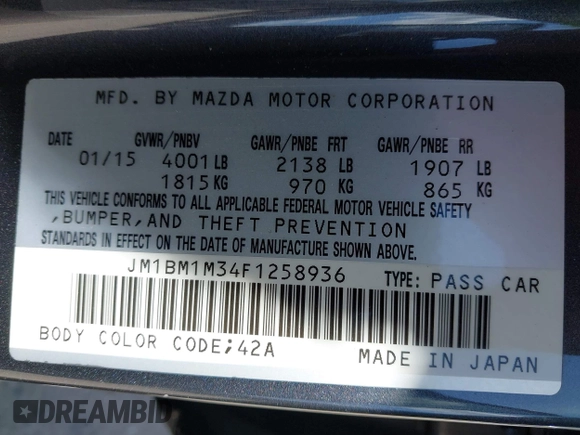 MFD. BY MAZDA MOTOR CORPORATION
DATE GVWR/PNBV GAWR/PNBE FRT GAWR/PNBE RR
01/15 4001 LB 2138 LB 1907 LB
1815 KG 970 KG 865 KG
THIS VEHICLE CONFORMS TO ALL APPLICABLE FEDERAL MOTOR VEHICLE SAFETY
,BUMPER,AND THEFT PREVENTION
STANDARDS IN EFFECT ON THE DATE OF MANUFACTURE SHOWN ABOVE.
JM1BM1M34F1258936 TYPE: PASS CAR
BODY COLOR CODE;42A MADE IN JAPAN
DREAMBID